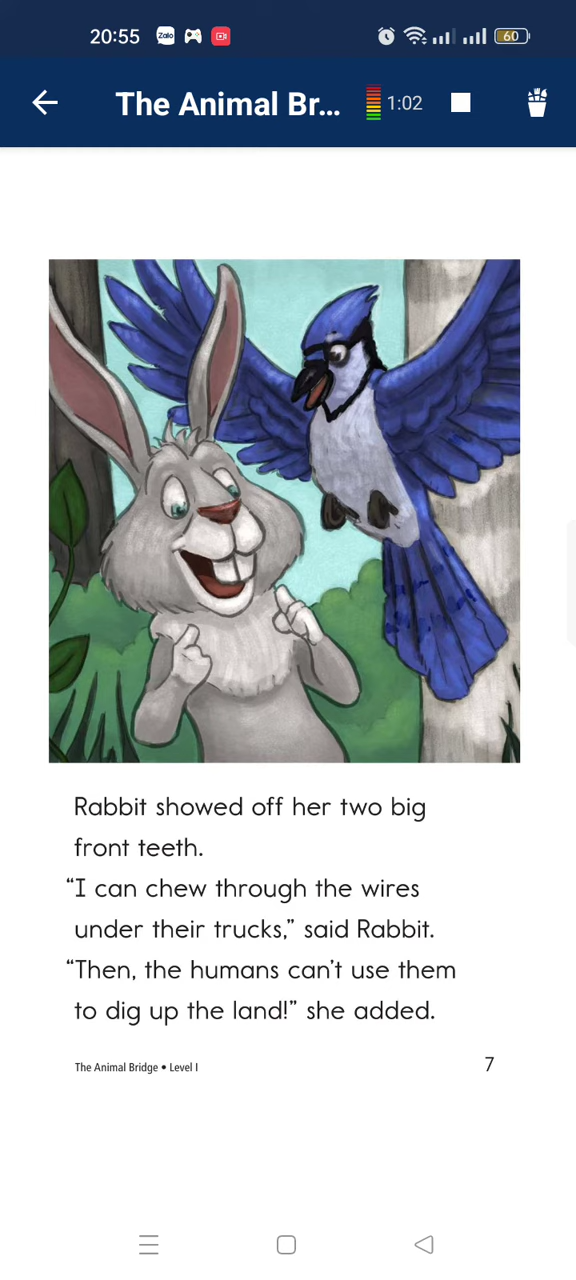 20:55
Zalo
60
The Animal Br...
1:02
Rabbit showed off her two big
front teeth.
“I can chew through the wires
under their trucks,” said Rabbit.
“Then, the humans can’t use them
to dig up the land!” she added.
The Animal Bridge • Level I
7